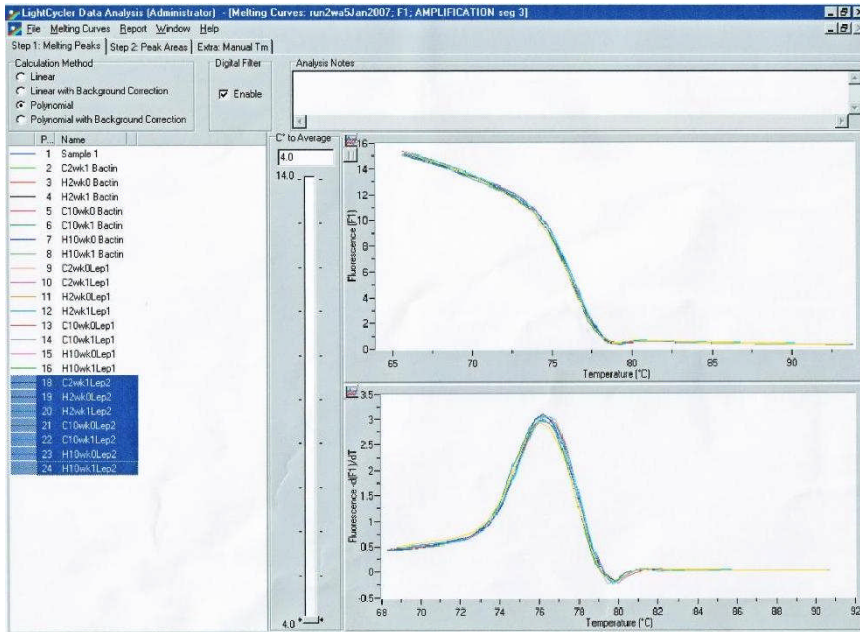 LightCycler Data Analysis (Administrator) - [Melting Curves: run2wa5Jan2007; F1; AMPLIFICATION seg 3]
File Melting Curves Report Window Help
Step 1: Melting Peaks Step 2: Peak Areas Extra: Manual Tm
Calculation Method
Linear
Linear with Background Correction
Polynomial
Polynomial with Background Correction
Digital Filter
Enable
Analysis Notes
P... Name
1 Sample 1
2 C2wk1 Bactin
3 H2wk0 Bactin
4 H2wk1 Bactin
5 C10wk0 Bactin
6 C10wk1 Bactin
7 H10wk0 Bactin
8 H10wk1 Bactin
9 C2wk0Lep1
10 C2wk1Lep1
11 H2wk0Lep1
12 H2wk1Lep1
13 C10wk0Lep1
14 C10wk1Lep1
15 H10wk0Lep1
16 H10wk1Lep1
18 C2wk1Lep2
19 H2wk0Lep2
20 H2wk1Lep2
21 C10wk0Lep2
22 C10wk1Lep2
23 H10wk0Lep2
24 H10wk1Lep2
C° to Average
4.0
14.0
4.0
16
14
12
10
8
6
4
2
0
Fluorescence (F1)
65 70 75 80 85 90
Temperature (°C)
3.5
3
2.5
2
1.5
1
0.5
0
-0.5
Fluorescence -d(F1)/dT
68 70 72 74 76 78 80 82 84 86 88 90 92
Temperature (°C)